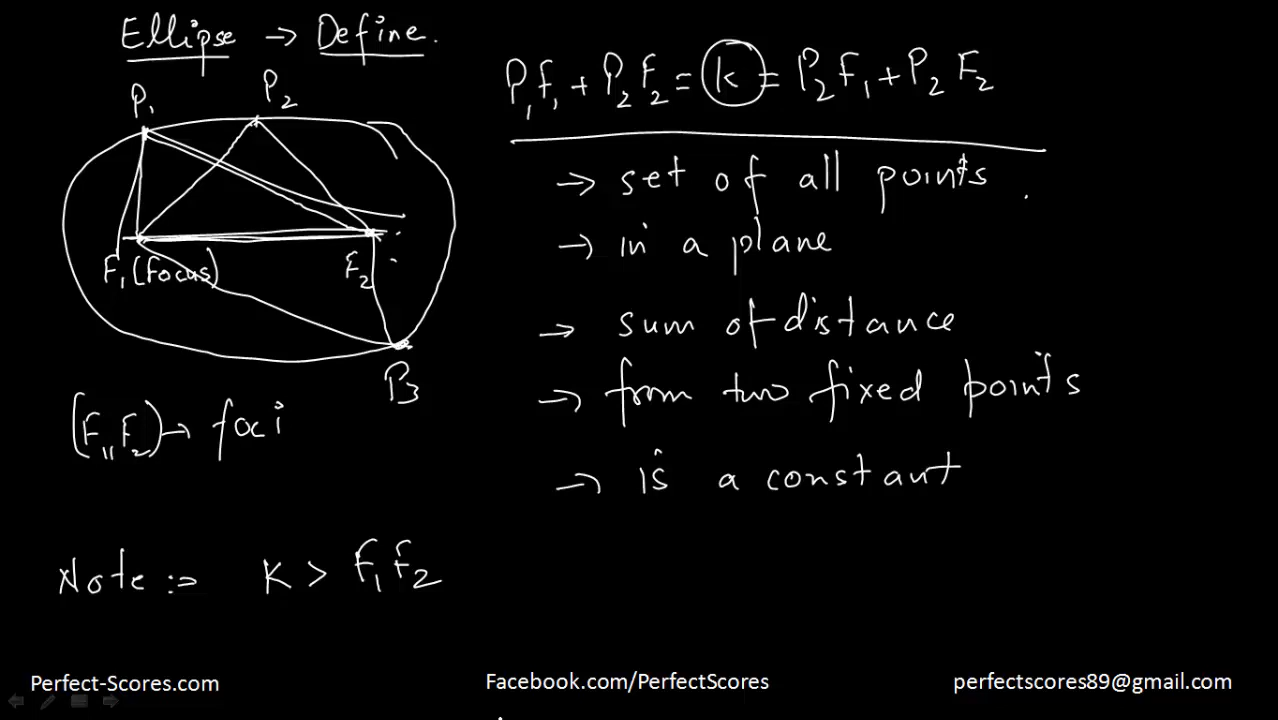 Ellipse → Define.
P₁F₁ + P₂F₂ = k = P₂F₁ + P₂F₂
P₁
P₂
→ set of all points
→ in a plane
F₁ (Focus)
F₂
→ sum of distance
P₃
→ from two fixed points
(F₁, F₂) → foci
→ is a constant
Note :⇒ K > F₁F₂
Perfect-Scores.com
Facebook.com/PerfectScores
perfectscores89@gmail.com